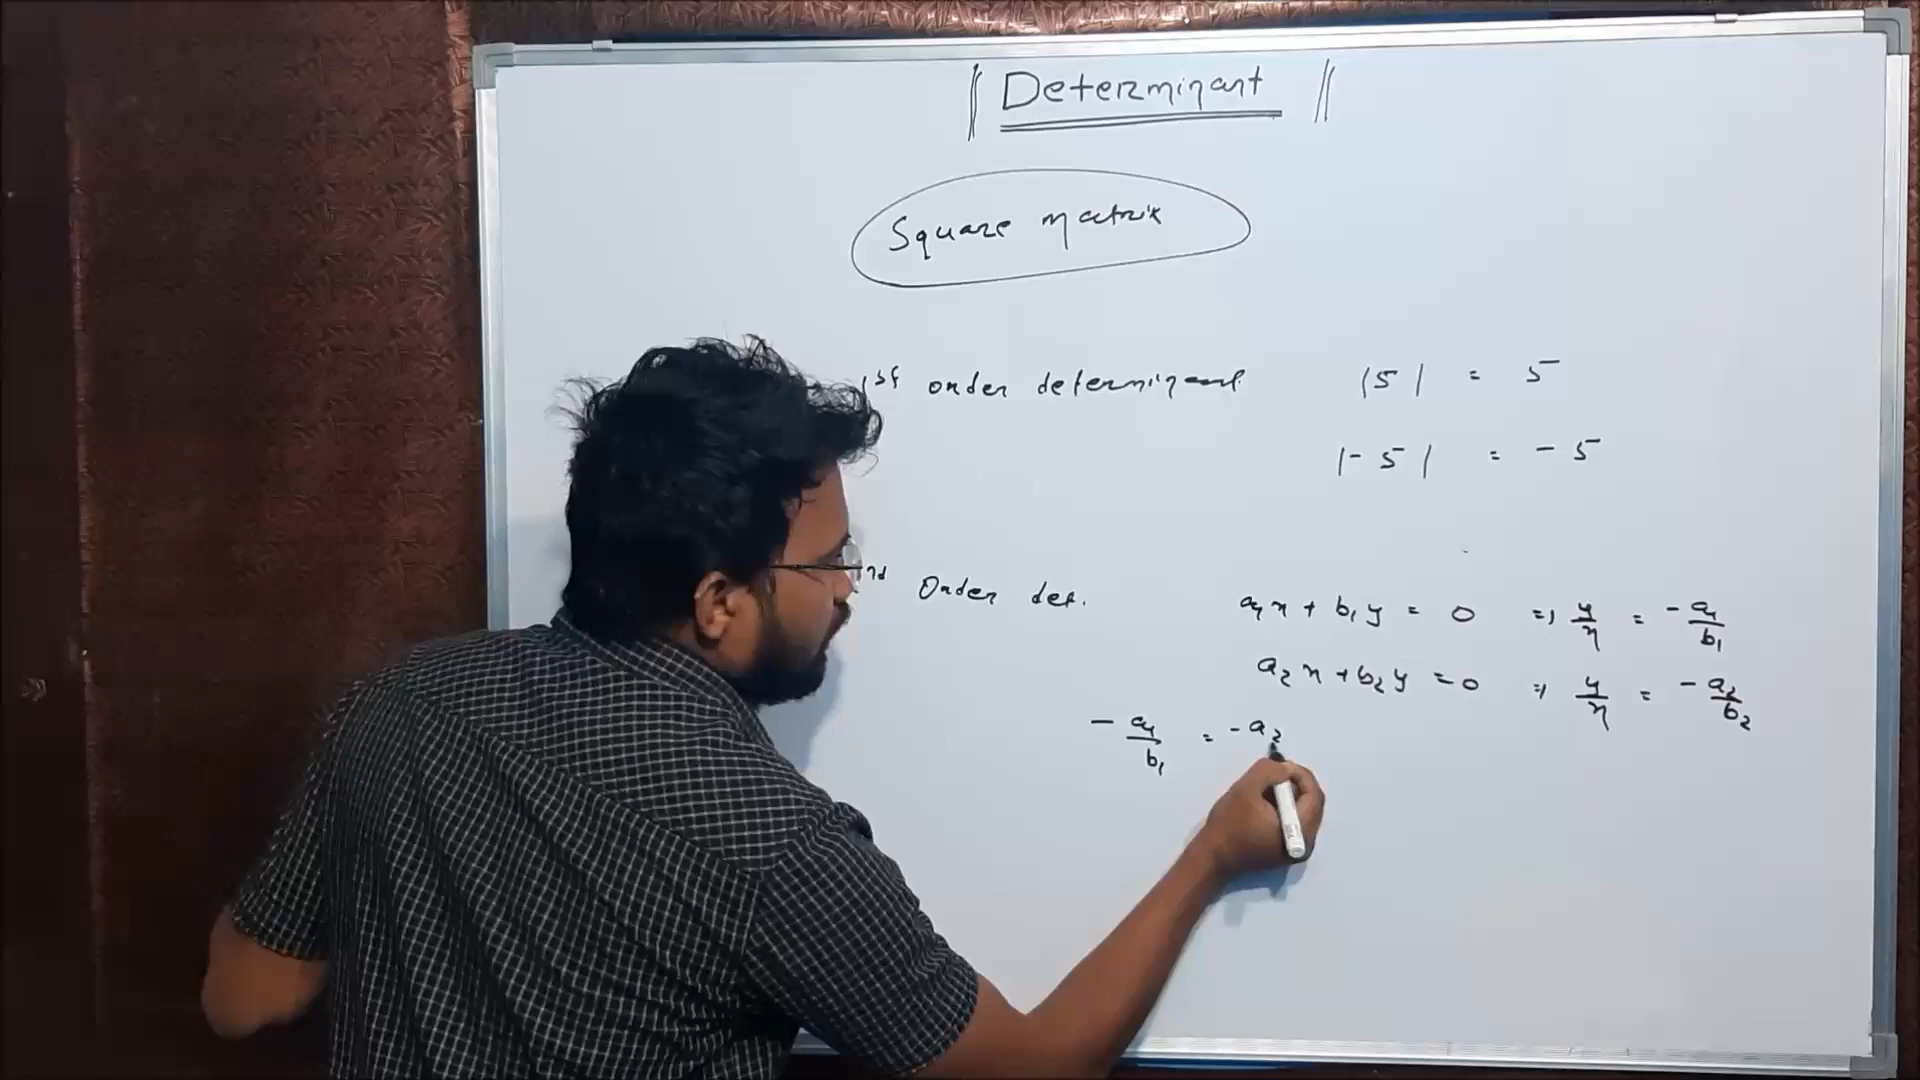 || Determinant ||
Square matrix
1st order determinant |5| = 5
|-5| = -5
nd Order det. a₁x + b₁y = 0 ⇒ y/x = -a₁/b₁
a₂x + b₂y = 0 ⇒ y/x = -a₂/b₂
-a₁/b₁ = -a₂